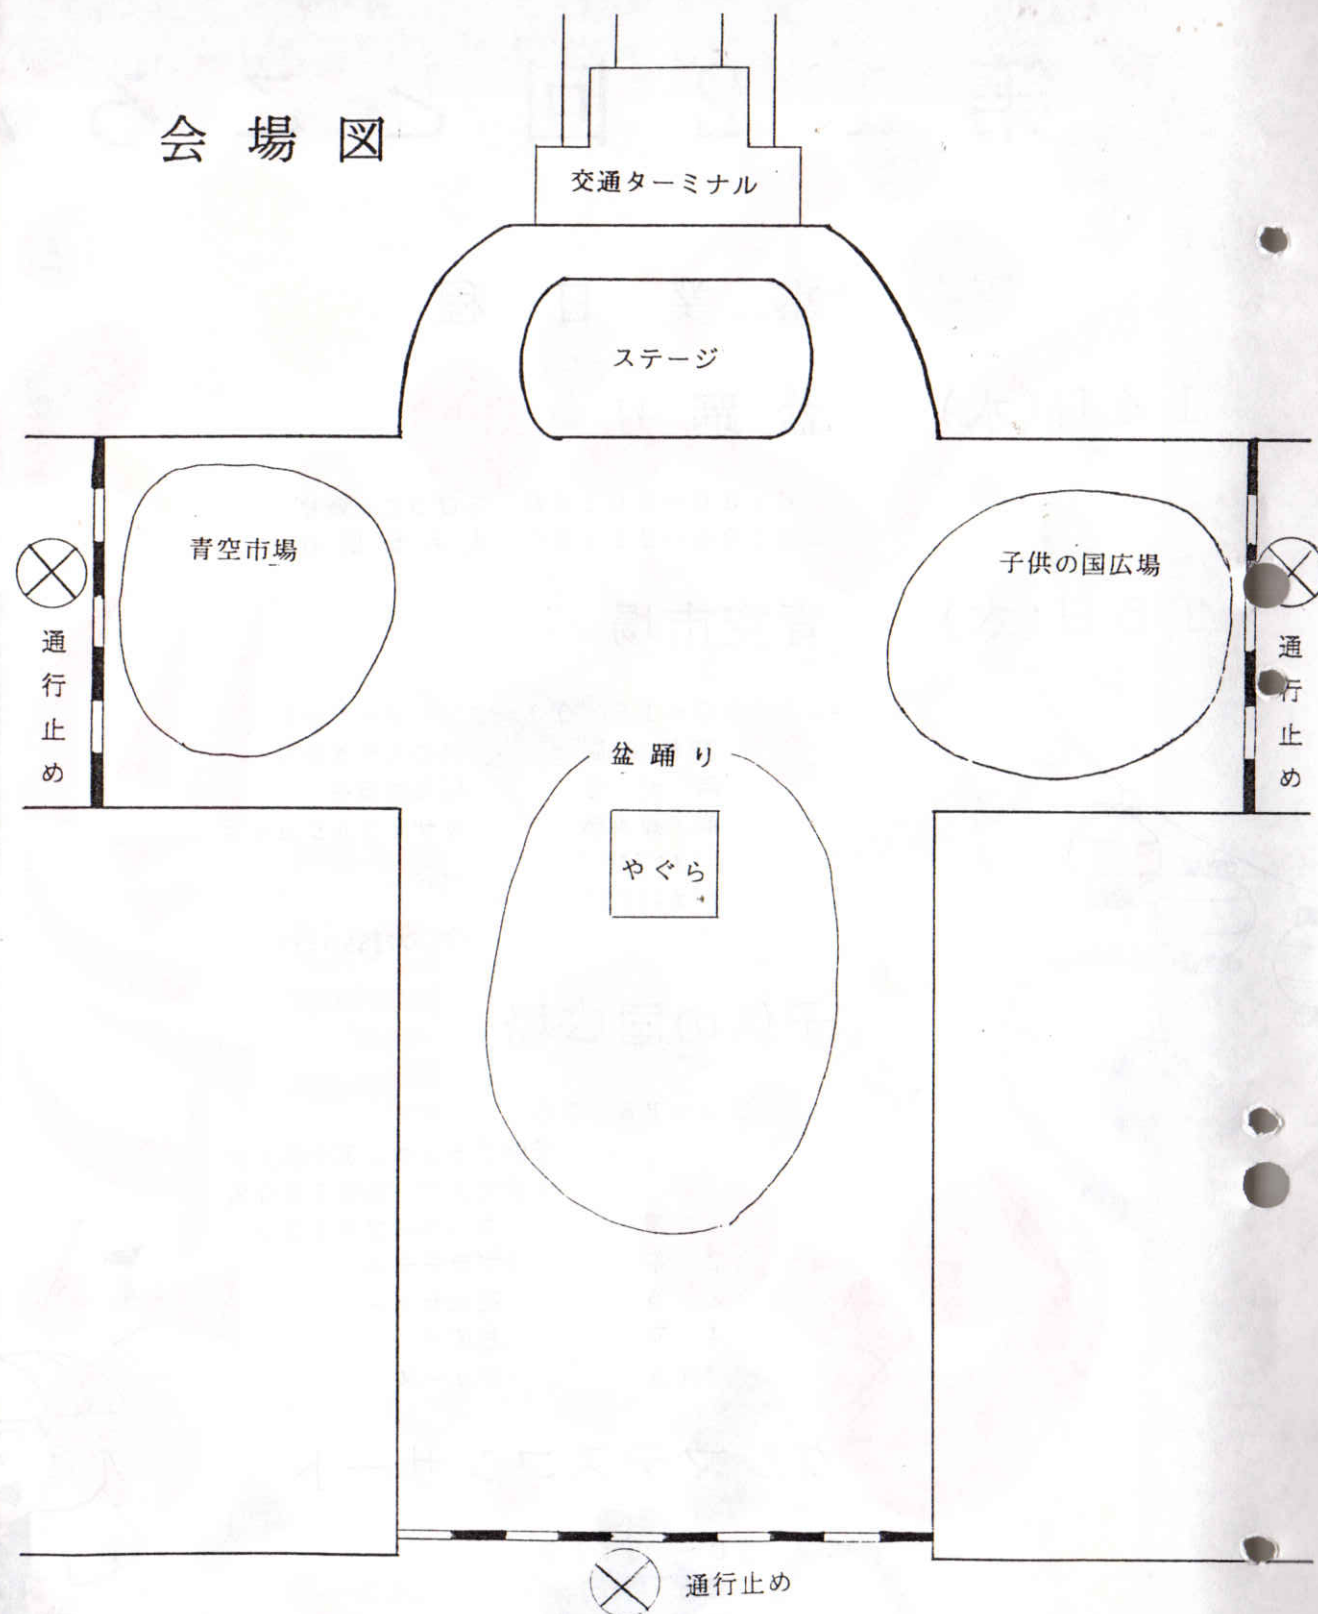 会場図
交通ターミナル
ステージ
青空市場
子供の国広場
通行止め
通行止め
盆踊り
やぐら
通行止め